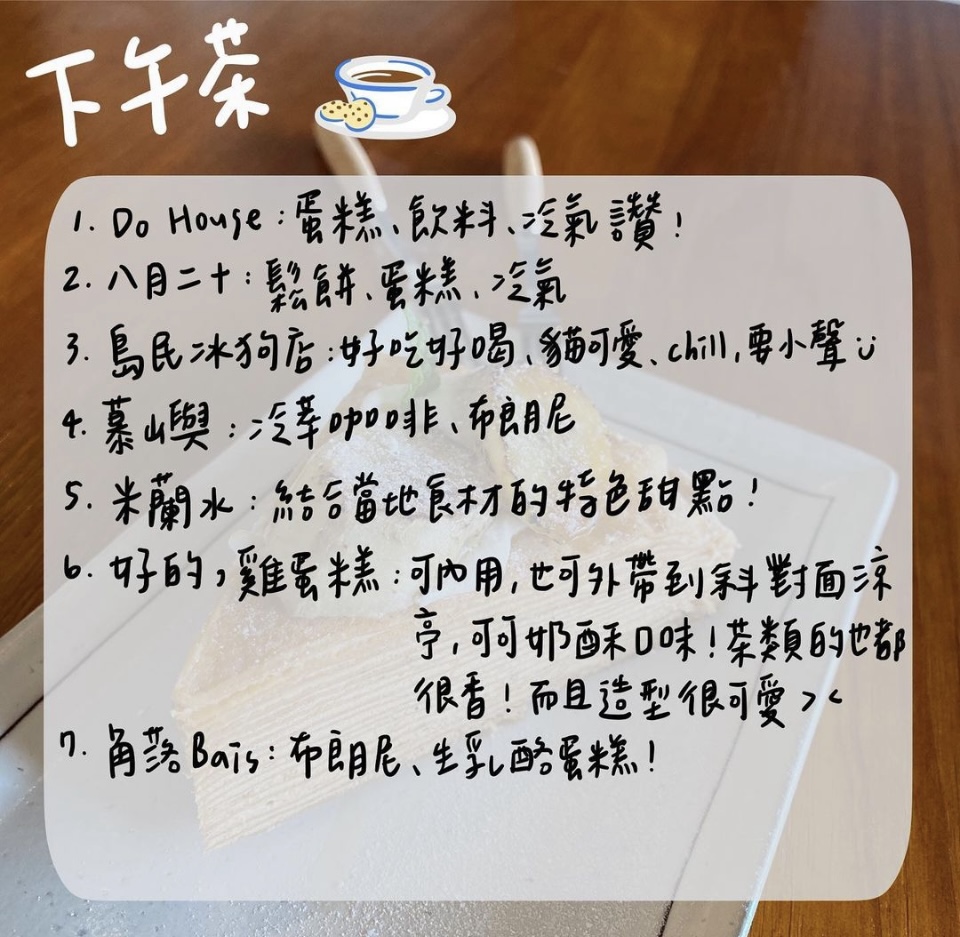 下午茶
1. Do House：蛋糕、飲料、冷氣讚！
2. 八月二十：鬆餅、蛋糕、冷氣
3. 島民冰狗店：好吃好喝、貓可愛、chill，要小聲ü
4. 慕山嶼：冷萃咖啡、布朗尼
5. 米蘭水：結合當地食材的特色甜點！
6. 好的，雞蛋糕：可內用，也可外帶到斜對面涼
亭，可可奶酥口味！茶類的也都
很香！而且造型很可愛><
7. 角落Bais：布朗尼、生乳酪蛋糕！